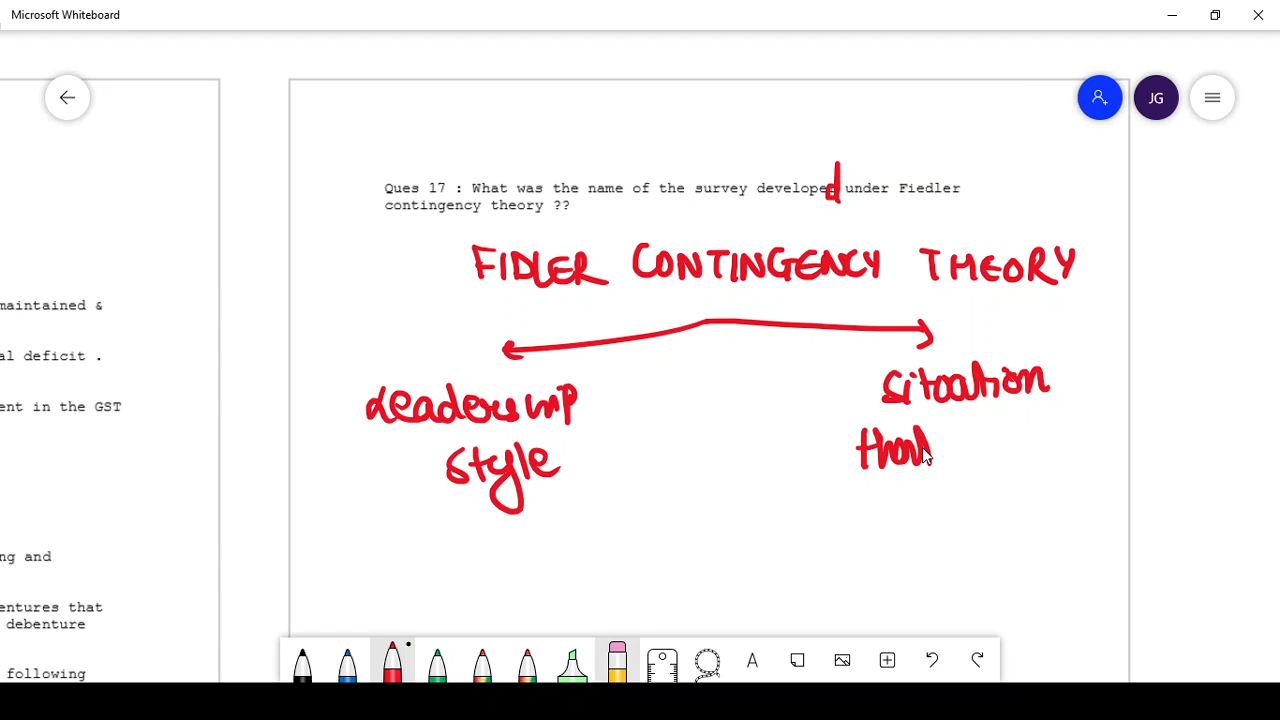 Microsoft Whiteboard
JG
Ques 17 : What was the name of the survey developed under Fiedler
contingency theory ??
FIDLER CONTINGENCY THEORY
Leadership
style
situation
that
maintained &
al deficit .
ent in the GST
ng and
entures that
debenture
following
A